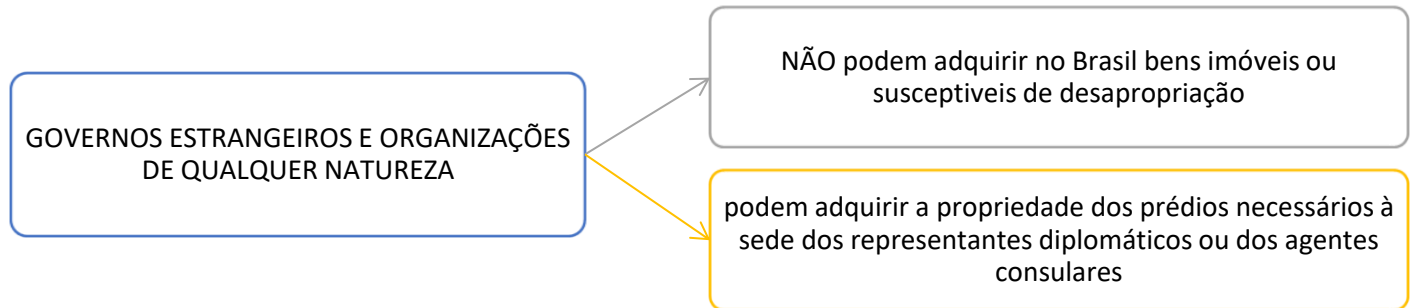 GOVERNOS ESTRANGEIROS E ORGANIZAÇÕES
DE QUALQUER NATUREZA
NÃO podem adquirir no Brasil bens imóveis ou
susceptiveis de desapropriação
podem adquirir a propriedade dos prédios necessários à
sede dos representantes diplomáticos ou dos agentes
consulares